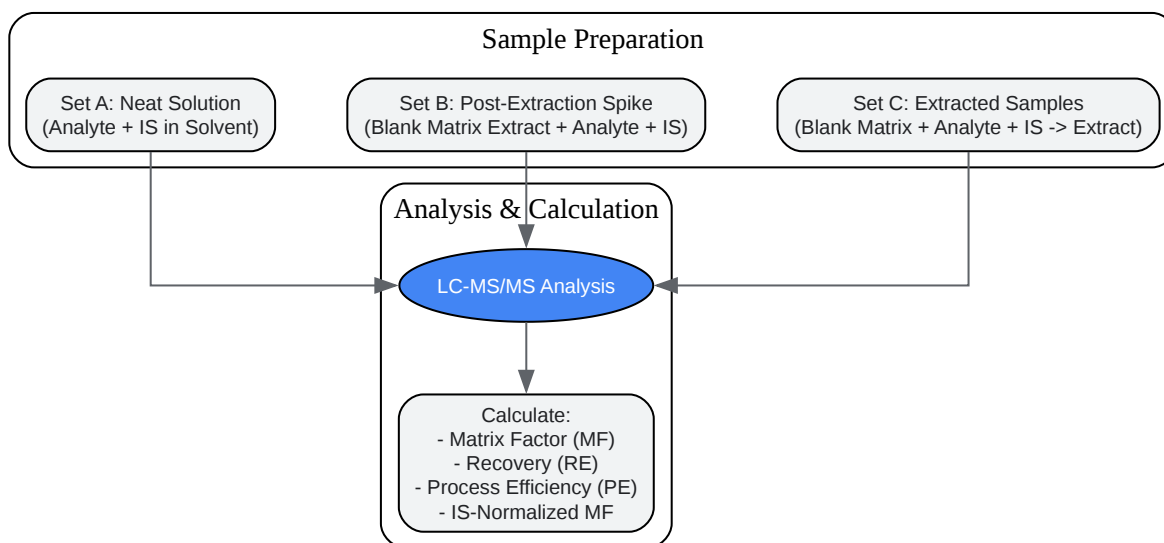 Sample Preparation
Set A: Neat Solution
(Analyte + IS in Solvent)
Set B: Post-Extraction Spike
(Blank Matrix Extract + Analyte + IS)
Set C: Extracted Samples
(Blank Matrix + Analyte + IS -> Extract)
Analysis & Calculation
LC-MS/MS Analysis
Calculate:
- Matrix Factor (MF)
- Recovery (RE)
- Process Efficiency (PE)
- IS-Normalized MF